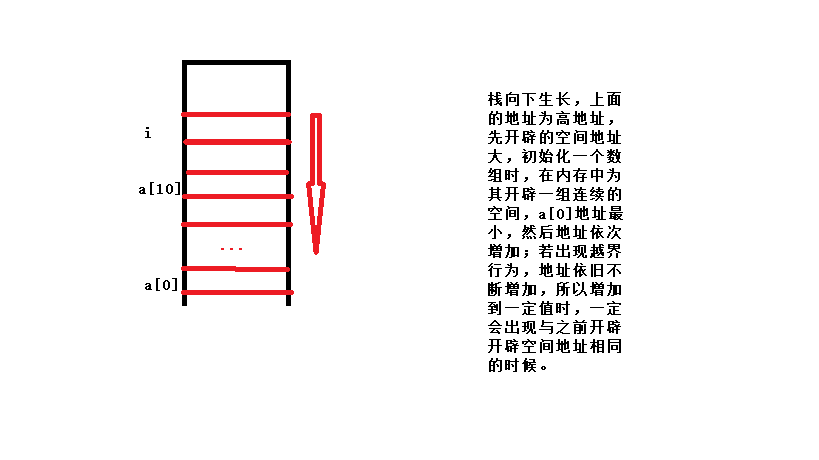 i
a[10]
...
a[0]
栈向下生长，上面
的地址为高地址，
先开辟的空间地址
大，初始化一个数
组时，在内存中为
其开辟一组连续的
空间，a[0]地址最
小，然后地址依次
增加；若出现越界
行为，地址依旧不
断增加，所以增加
到一定值时，一定
会出现与之前开辟
开辟空间地址相同
的时候。